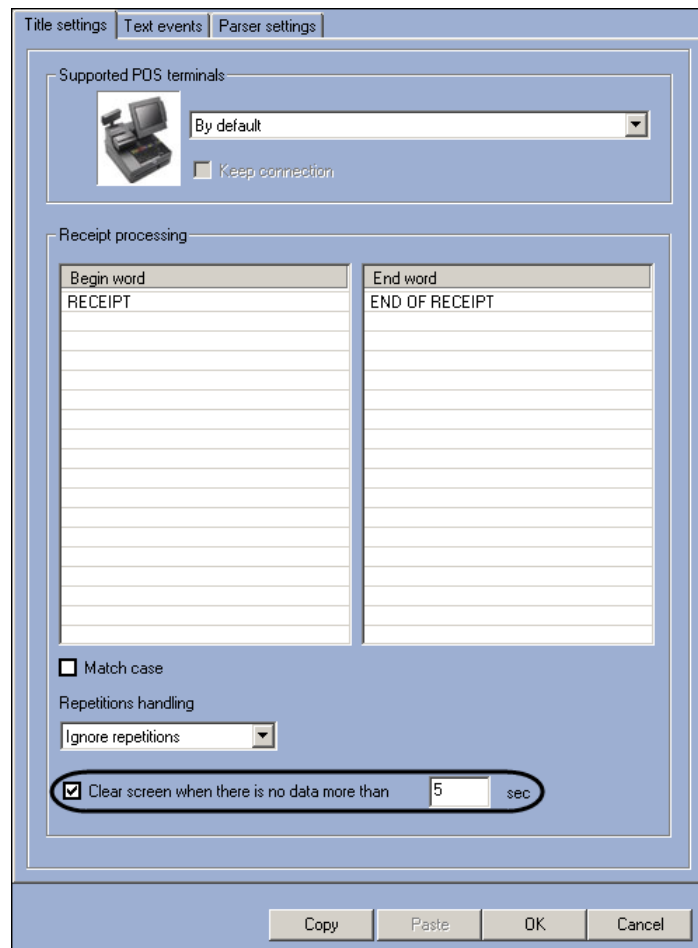 Title settings Text events Parser settings
Supported POS terminals
By default
Keep connection
Receipt processing
Begin word End word
RECEIPT END OF RECEIPT
Match case
Repetitions handling
Ignore repetitions
Clear screen when there is no data more than 5 sec
Copy Paste OK Cancel